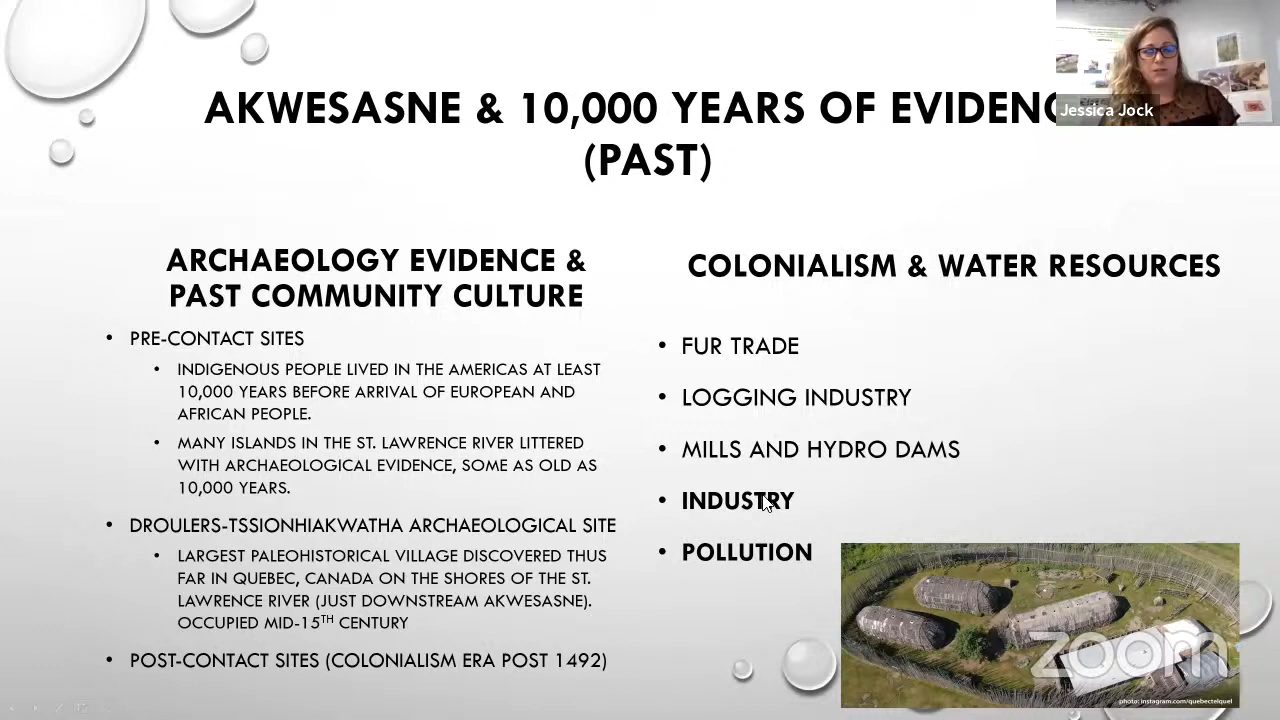 AKWESASNE & 10,000 YEARS OF EVIDENC
(PAST)
Jessica Jock
ARCHAEOLOGY EVIDENCE &
PAST COMMUNITY CULTURE
• PRE-CONTACT SITES
• INDIGENOUS PEOPLE LIVED IN THE AMERICAS AT LEAST
10,000 YEARS BEFORE ARRIVAL OF EUROPEAN AND
AFRICAN PEOPLE.
• MANY ISLANDS IN THE ST. LAWRENCE RIVER LITTERED
WITH ARCHAEOLOGICAL EVIDENCE, SOME AS OLD AS
10,000 YEARS.
• DROULERS-TSSIONHIAKWATHA ARCHAEOLOGICAL SITE
• LARGEST PALEOHISTORICAL VILLAGE DISCOVERED THUS
FAR IN QUEBEC, CANADA ON THE SHORES OF THE ST.
LAWRENCE RIVER (JUST DOWNSTREAM AKWESASNE).
OCCUPIED MID-15TH CENTURY
• POST-CONTACT SITES (COLONIALISM ERA POST 1492)
COLONIALISM & WATER RESOURCES
• FUR TRADE
• LOGGING INDUSTRY
• MILLS AND HYDRO DAMS
• INDUSTRY
• POLLUTION
zoom
photo: instagram.com/quebectelquel